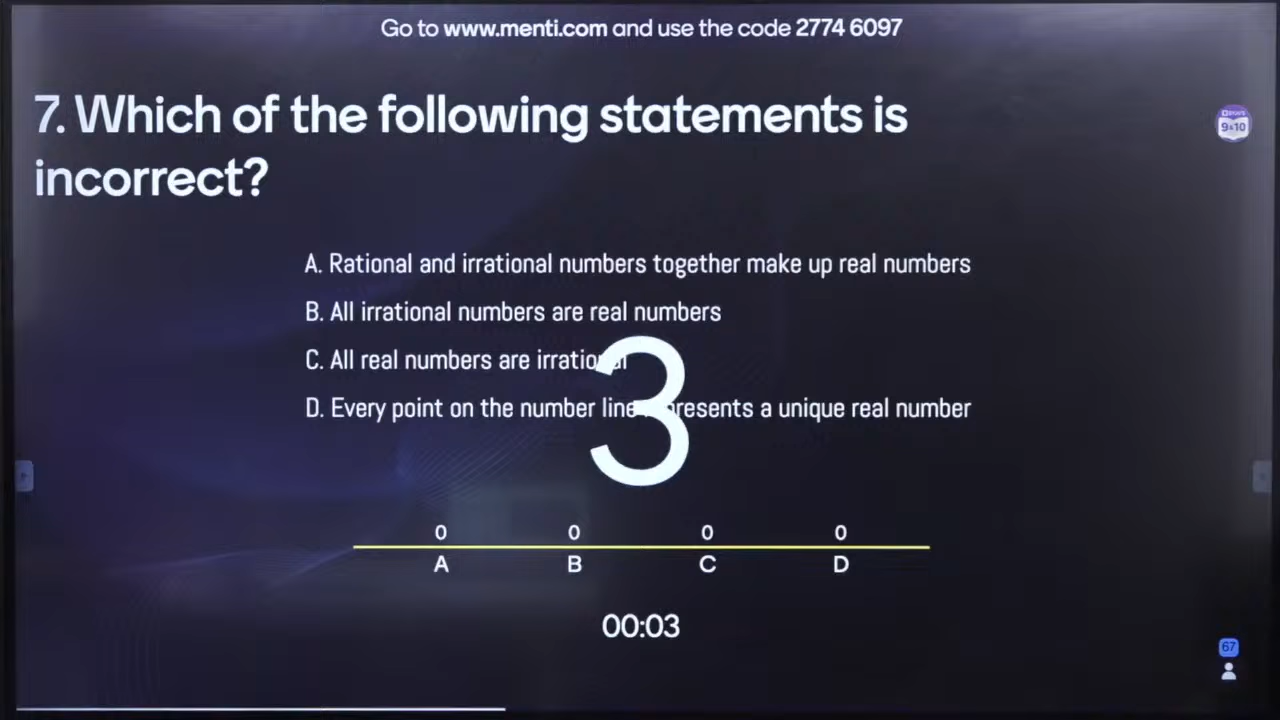 Go to www.menti.com and use the code 2774 6097
7. Which of the following statements is
incorrect?
9&10
A. Rational and irrational numbers together make up real numbers
B. All irrational numbers are real numbers
C. All real numbers are irrational
D. Every point on the number line represents a unique real number
3
0 0 0 0
A B C D
00:03
67